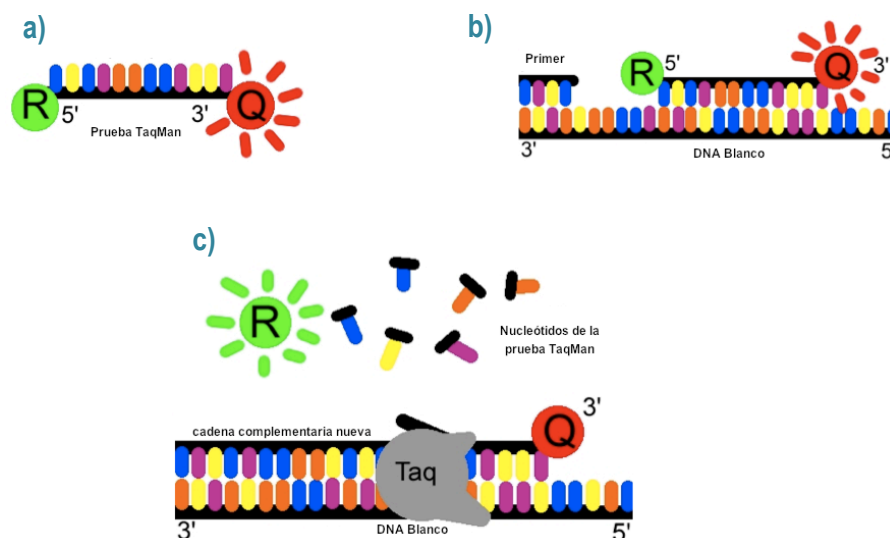 a)
R
5'
3'
Q
Prueba TaqMan
b)
Primer
R
5'
Q
3'
3'
DNA Blanco
5'
c)
R
Nucleótidos de la
prueba TaqMan
cadena complementaria nueva
Taq
Q
3'
3'
DNA Blanco
5'